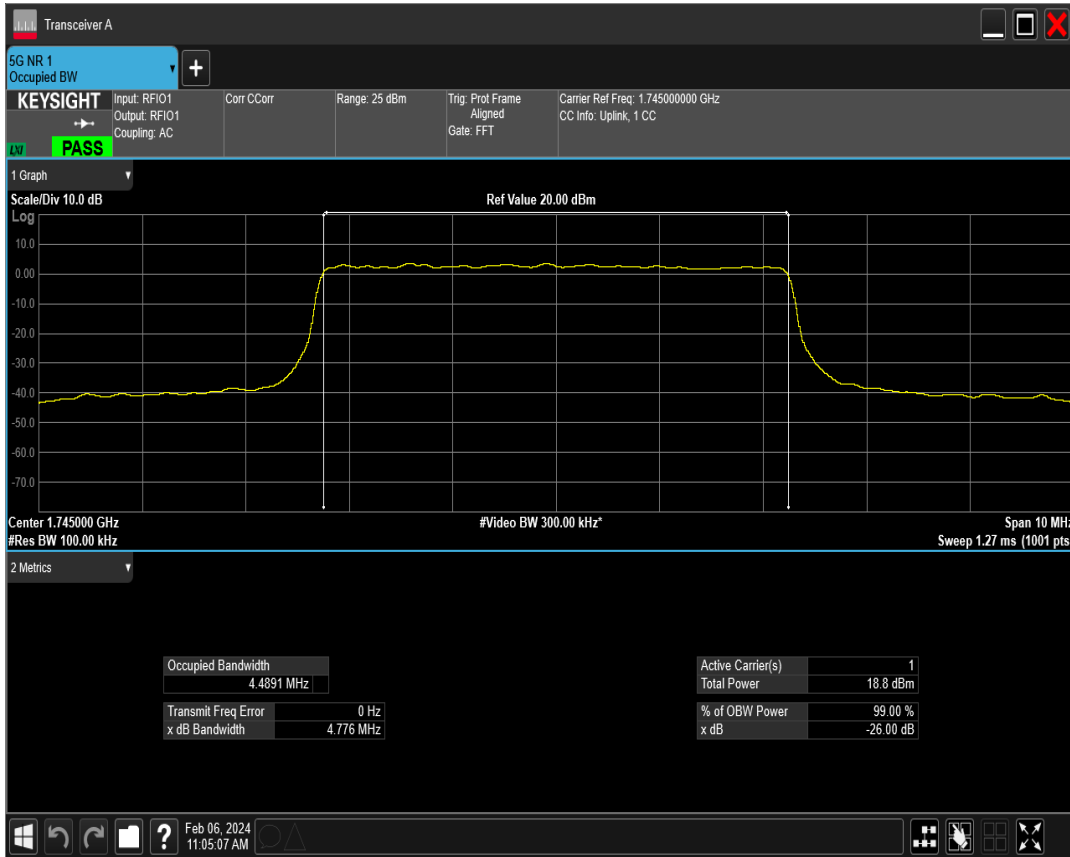 Transceiver A
5G NR 1
Occupied BW
KEYSIGHT
LXI
PASS
Input: RFIO1
Output: RFIO1
Coupling: AC
Corr CCorr
Range: 25 dBm
Trig: Prot Frame
Aligned
Gate: FFT
Carrier Ref Freq: 1.745000000 GHz
CC Info: Uplink, 1 CC
1 Graph
Scale/Div 10.0 dB
Ref Value 20.00 dBm
Log
10.0
0.00
-10.0
-20.0
-30.0
-40.0
-50.0
-60.0
-70.0
Center 1.745000 GHz
#Video BW 300.00 kHz*
Span 10 MHz
#Res BW 100.00 kHz
Sweep 1.27 ms (1001 pts
2 Metrics
Occupied Bandwidth
4.4891 MHz
Transmit Freq Error 0 Hz
x dB Bandwidth 4.776 MHz
Active Carrier(s) 1
Total Power 18.8 dBm
% of OBW Power 99.00 %
x dB -26.00 dB
?
Feb 06, 2024
11:05:07 AM